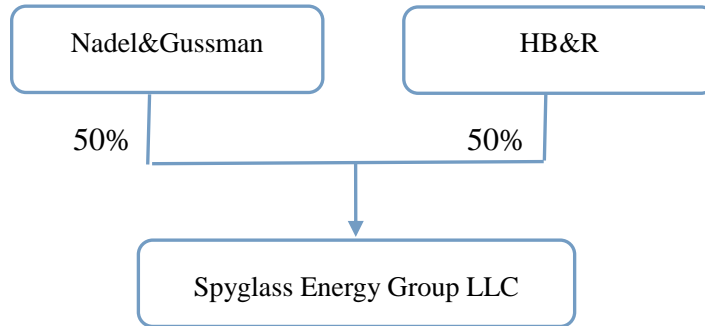 Nadel&Gussman
HB&R
50%
50%
Spyglass Energy Group LLC